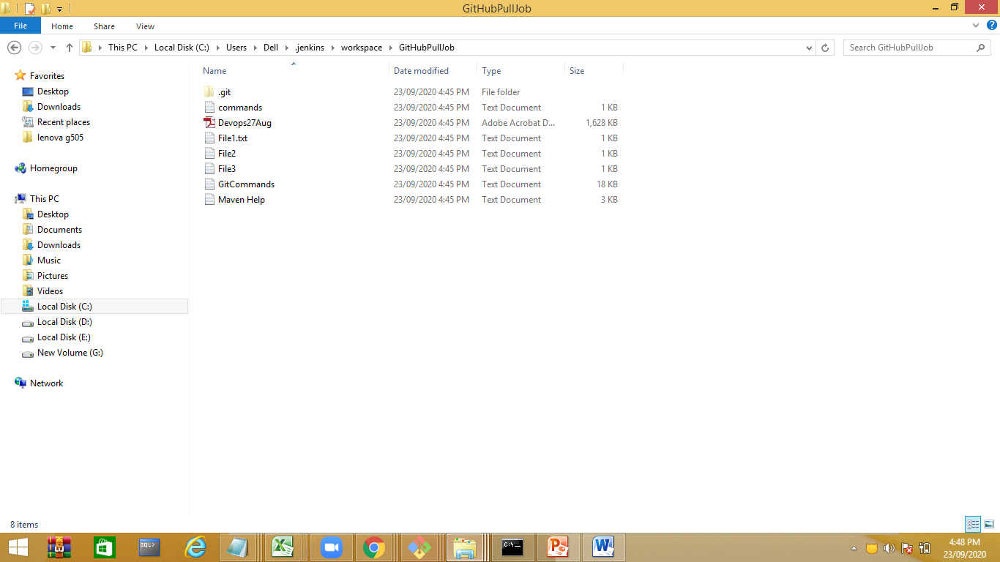 GitHubPullJob
File Home Share View
This PC Local Disk (C:) Users Dell .jenkins workspace GitHubPullJob
Search GitHubPullJob
Favorites
Desktop
Downloads
Recent places
lenova g505
Homegroup
This PC
Desktop
Documents
Downloads
Music
Pictures
Videos
Local Disk (C:)
Local Disk (D:)
Local Disk (E:)
New Volume (G:)
Network
Name Date modified Type Size
.git 23/09/2020 4:45 PM File folder
commands 23/09/2020 4:45 PM Text Document 1 KB
Devops27Aug 23/09/2020 4:45 PM Adobe Acrobat D... 1,628 KB
File1.txt 23/09/2020 4:45 PM Text Document 1 KB
File2 23/09/2020 4:45 PM Text Document 1 KB
File3 23/09/2020 4:45 PM Text Document 1 KB
GitCommands 23/09/2020 4:45 PM Text Document 18 KB
Maven Help 23/09/2020 4:45 PM Text Document 3 KB
8 items
SQL>
C:\_
4:48 PM
23/09/2020